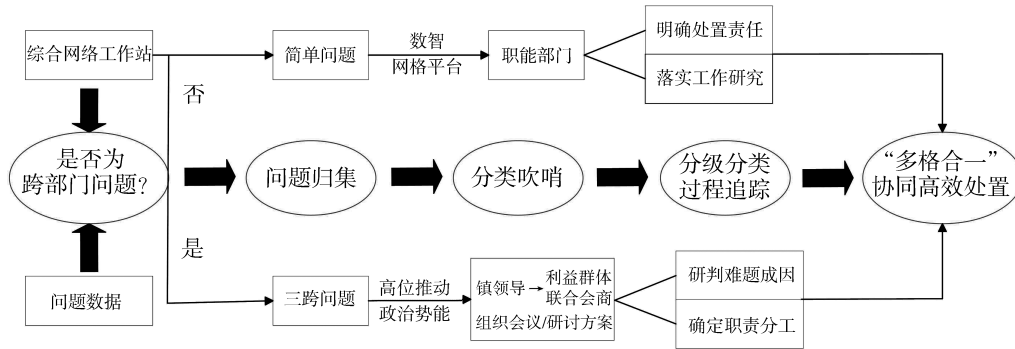 综合网络工作站
简单问题
数智
网格平台
职能部门
明确处置责任
落实工作研究
否
是否为
跨部门问题?
问题归集
分类吹哨
分级分类
过程追踪
“多格合一”
协同高效处置
是
问题数据
三跨问题
高位推动
政治势能
镇领导→利益群体
联合会商
组织会议/研讨方案
研判难题成因
确定职责分工